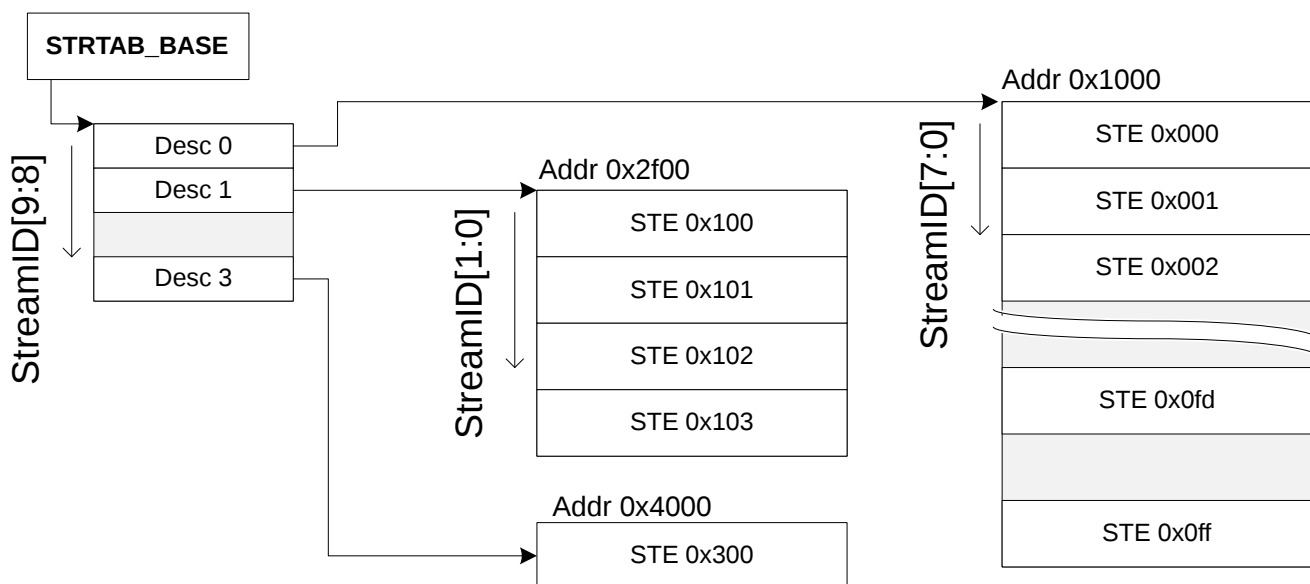 STRTAB_BASE
StreamID[9:8]
Desc 0
Desc 1
Desc 3
Addr 0x2f00
StreamID[1:0]
STE 0x100
STE 0x101
STE 0x102
STE 0x103
Addr 0x4000
STE 0x300
Addr 0x1000
StreamID[7:0]
STE 0x000
STE 0x001
STE 0x002
STE 0x0fd
STE 0x0ff